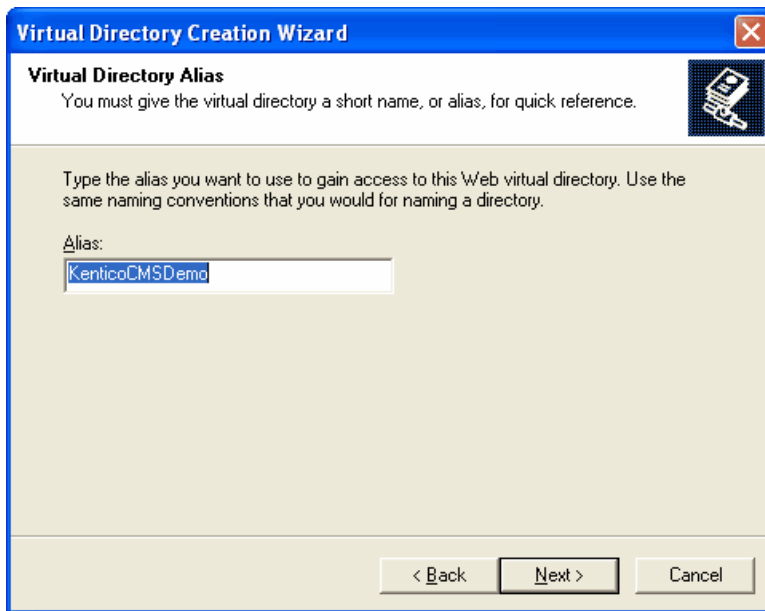 Virtual Directory Creation Wizard
Virtual Directory Alias
You must give the virtual directory a short name, or alias, for quick reference.
Type the alias you want to use to gain access to this Web virtual directory. Use the
same naming conventions that you would for naming a directory.
Alias:
KenticoCMSDemo
< Back Next > Cancel